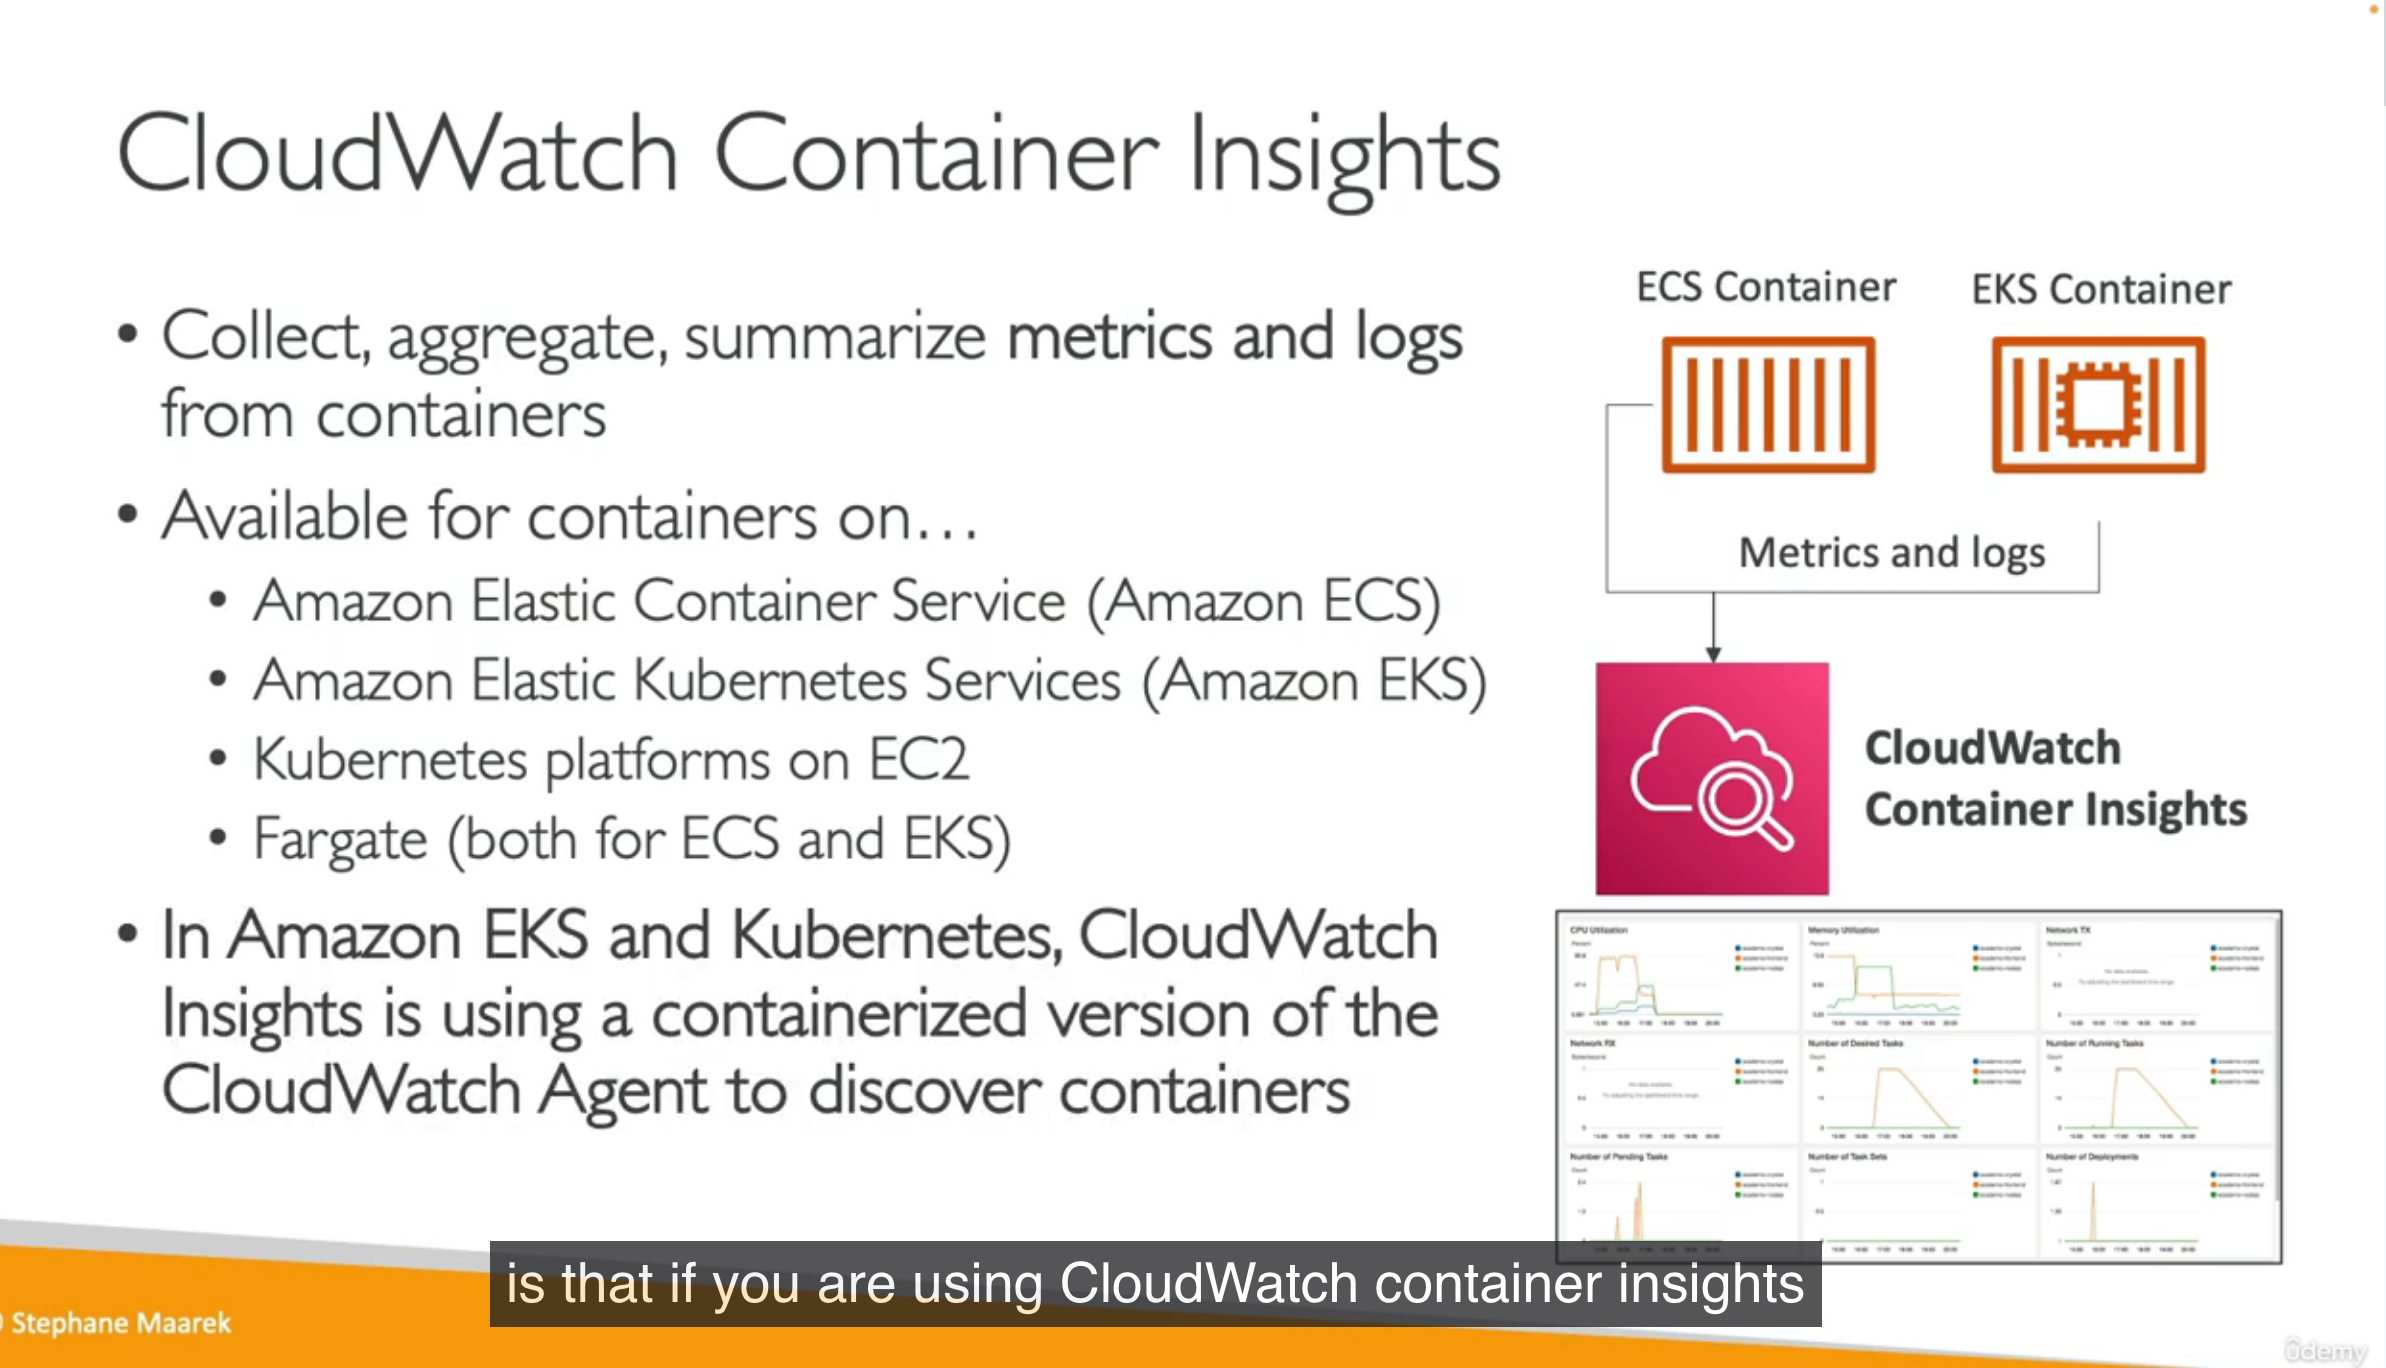 CloudWatch Container Insights
• Collect, aggregate, summarize metrics and logs
from containers
• Available for containers on…
• Amazon Elastic Container Service (Amazon ECS)
• Amazon Elastic Kubernetes Services (Amazon EKS)
• Kubernetes platforms on EC2
• Fargate (both for ECS and EKS)
• In Amazon EKS and Kubernetes, CloudWatch
Insights is using a containerized version of the
CloudWatch Agent to discover containers
ECS Container
EKS Container
Metrics and logs
CloudWatch
Container Insights
CPU Utilization
Memory Utilization
Network TX
Network RX
Number of Desired Tasks
Number of Running Tasks
Number of Pending Tasks
Number of Task Sets
Number of Deployments
is that if you are using CloudWatch container insights
Stephane Maarek
Udemy